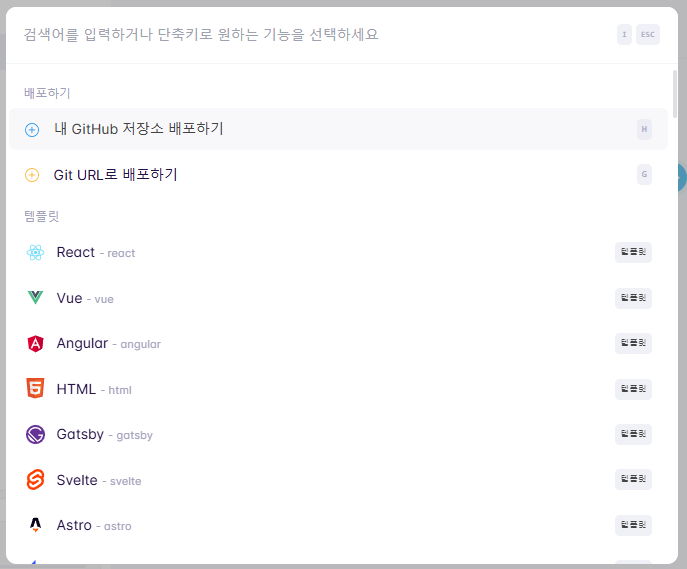 검색어를 입력하거나 단축키로 원하는 기능을 선택하세요 I ESC
배포하기
내 GitHub 저장소 배포하기 H
Git URL로 배포하기 G
템플릿
React - react 템플릿
Vue - vue 템플릿
Angular - angular 템플릿
HTML - html 템플릿
Gatsby - gatsby 템플릿
Svelte - svelte 템플릿
Astro - astro 템플릿